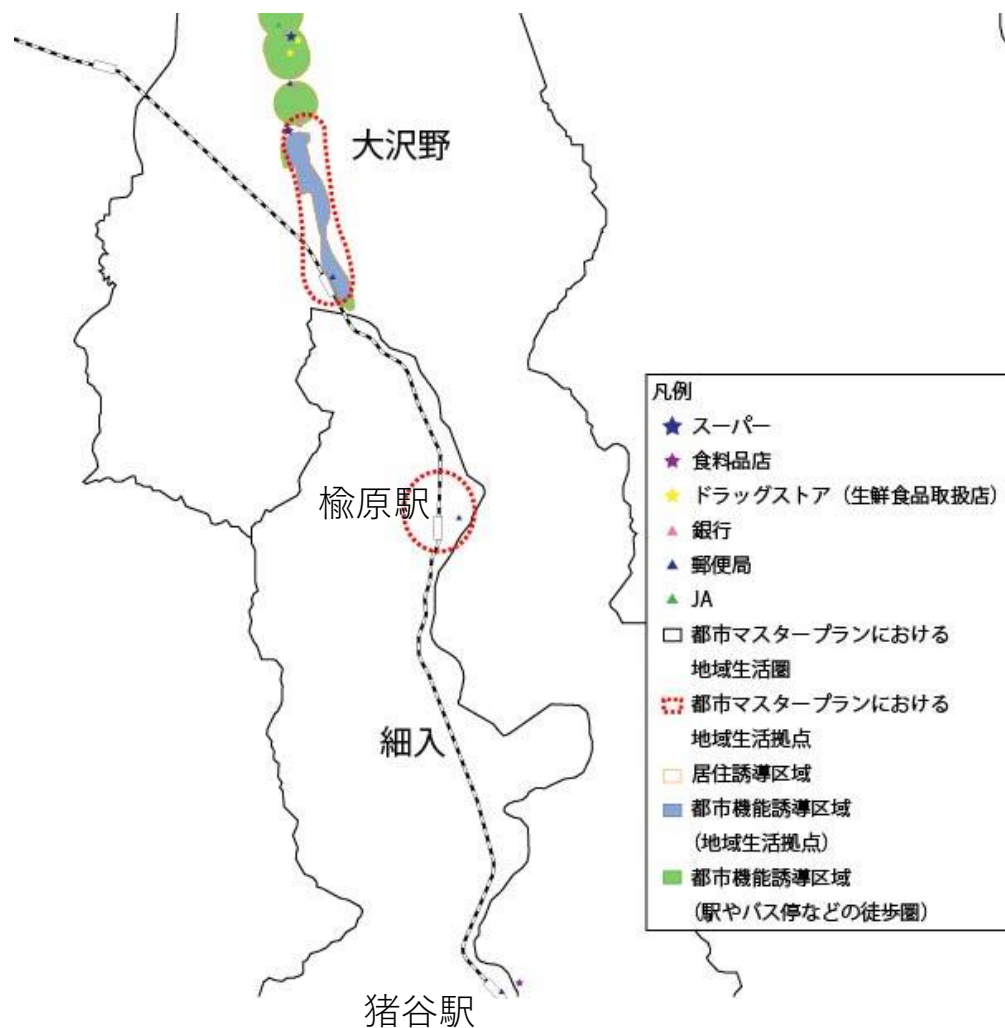 大沢野
楡原駅
細入
猪谷駅
凡例
スーパー
食料品店
ドラッグストア（生鮮食品取扱店）
銀行
郵便局
JA
都市マスタープランにおける
地域生活圏
都市マスタープランにおける
地域生活拠点
居住誘導区域
都市機能誘導区域
（地域生活拠点）
都市機能誘導区域
（駅やバス停などの徒歩圏）